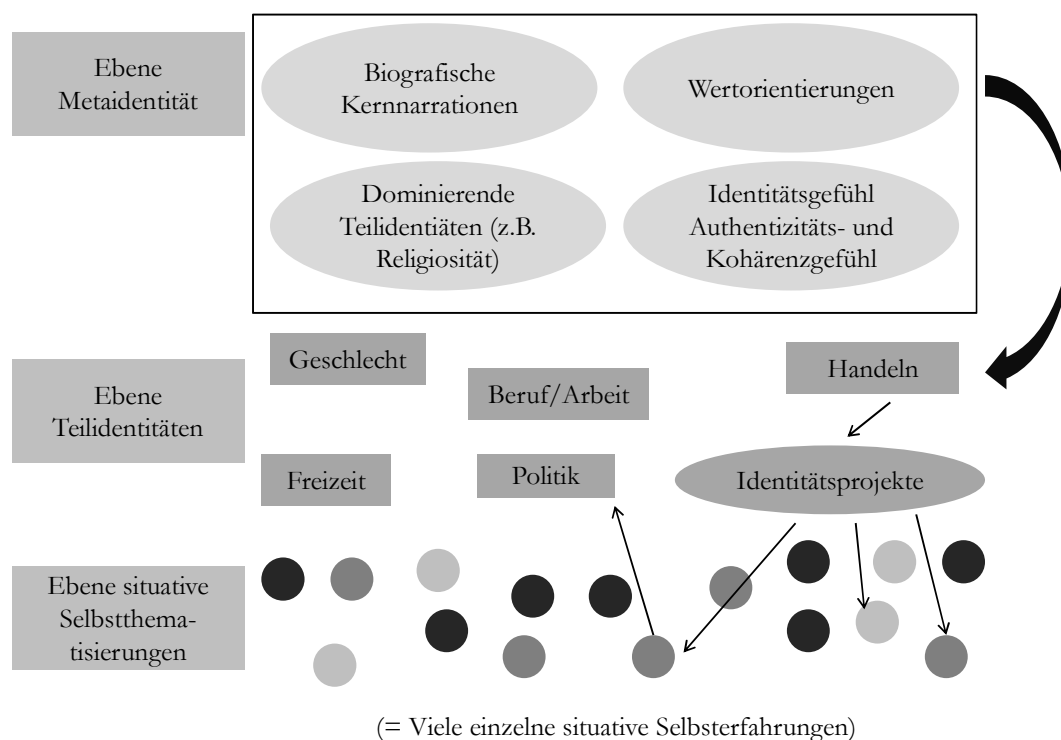 Ebene
Metaidentität
Biografische
Kernnarrationen
Wertorientierungen
Dominierende
Teilidentiäten (z.B.
Religiosität)
Identitätsgefühl
Authentizitäts- und
Kohärenzgefühl
Ebene
Teilidentitäten
Geschlecht
Beruf/Arbeit
Handeln
Freizeit
Politik
Identitätsprojekte
Ebene situative
Selbstthema-
tisierungen
(= Viele einzelne situative Selbsterfahrungen)